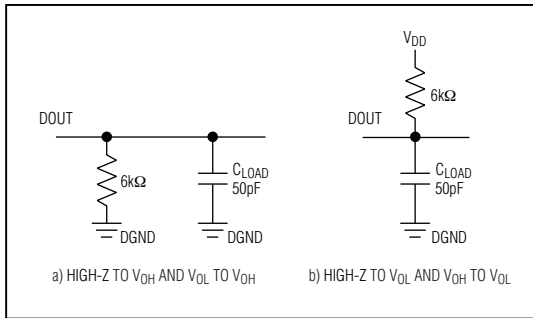 DOUT
6kΩ
C_LOAD
50pF
DGND
DGND
a) HIGH-Z TO V_OH AND V_OL TO V_OH
V_DD
6kΩ
DOUT
C_LOAD
50pF
DGND
b) HIGH-Z TO V_OL AND V_OH TO V_OL